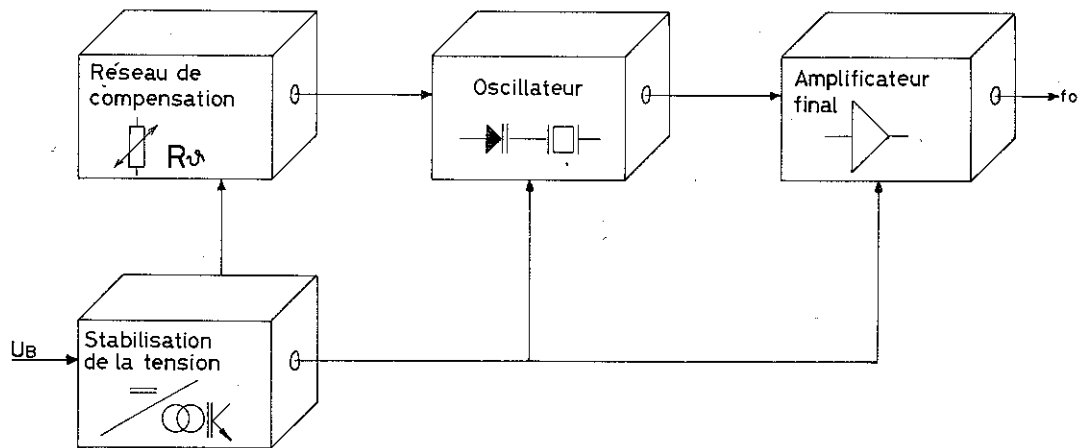 Réseau de
compensation
Rϑ
Oscillateur
Amplificateur
final
fo
UB
Stabilisation
de la tension